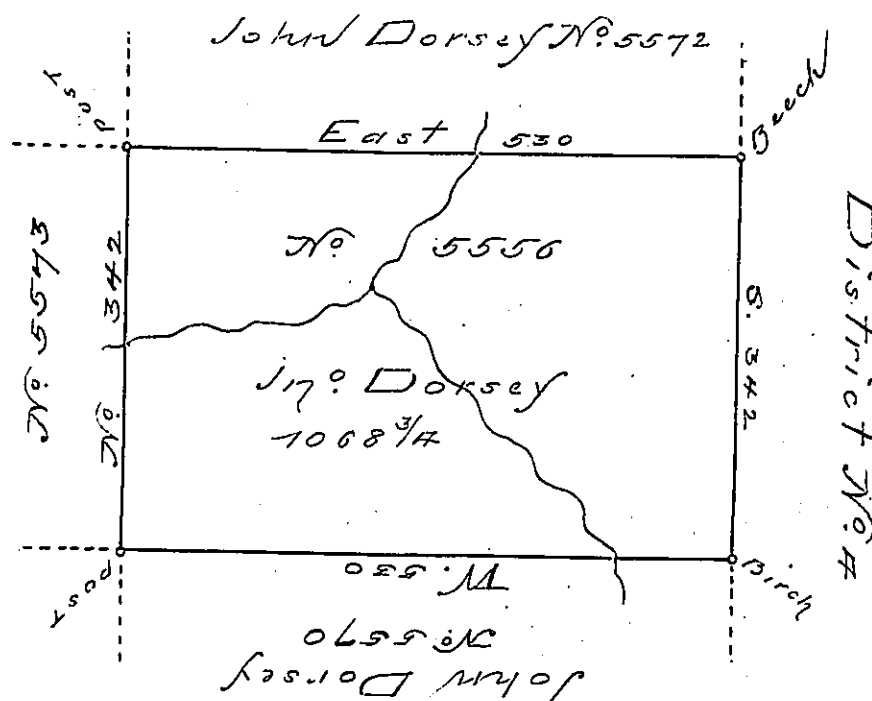 John Dorsey No. 5572
Post
Beech
East 530
No. 5556
No. 5573
No. 342
S. 342
District No. 4
Jno. Dorsey
1068 3/4
Post
Birch
W. 530
No. 5570
John Dorsey